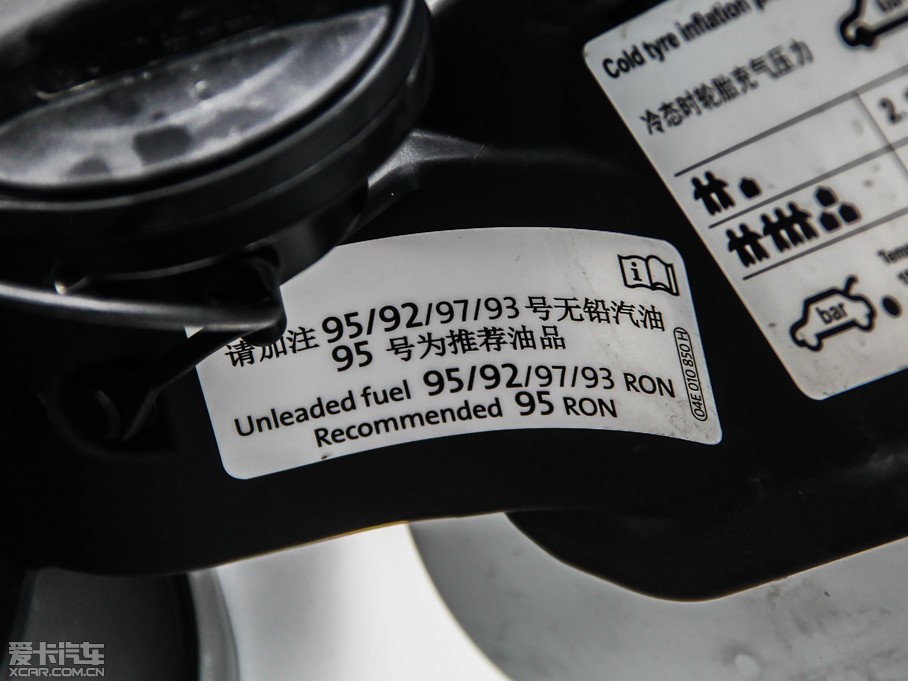 Cold tyre inflation
冷态时轮胎充气压力
2.
bar
请加注 95/92/97/93 号无铅汽油
95 号为推荐油品
Unleaded fuel 95/92/97/93 RON
Recommended 95 RON
04E 010 850 H
爱卡汽车
XCAR.COM.CN